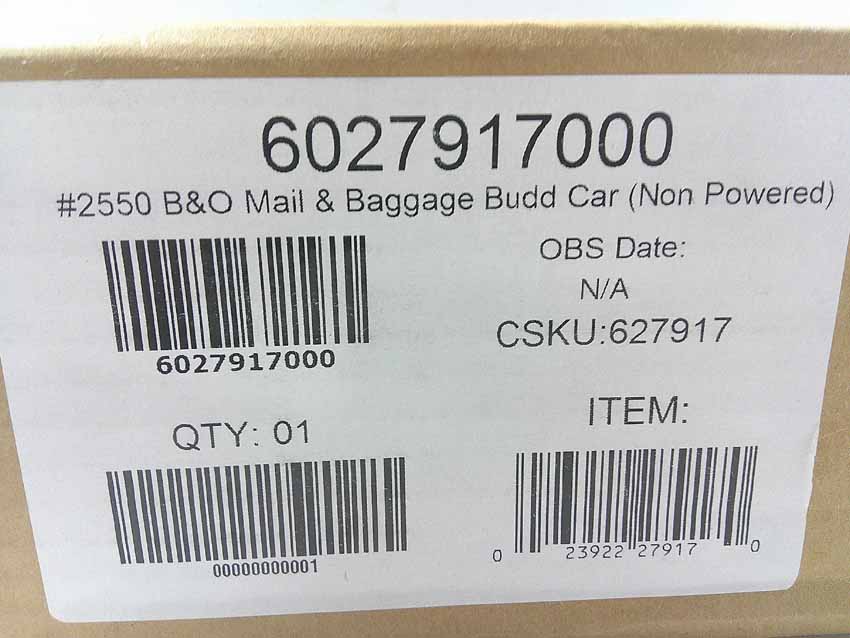 6027917000
#2550 B&O Mail & Baggage Budd Car (Non Powered)
OBS Date:
N/A
6027917000
CSKU:627917
QTY: 01
ITEM:
00000000001
0 23922 27917 0